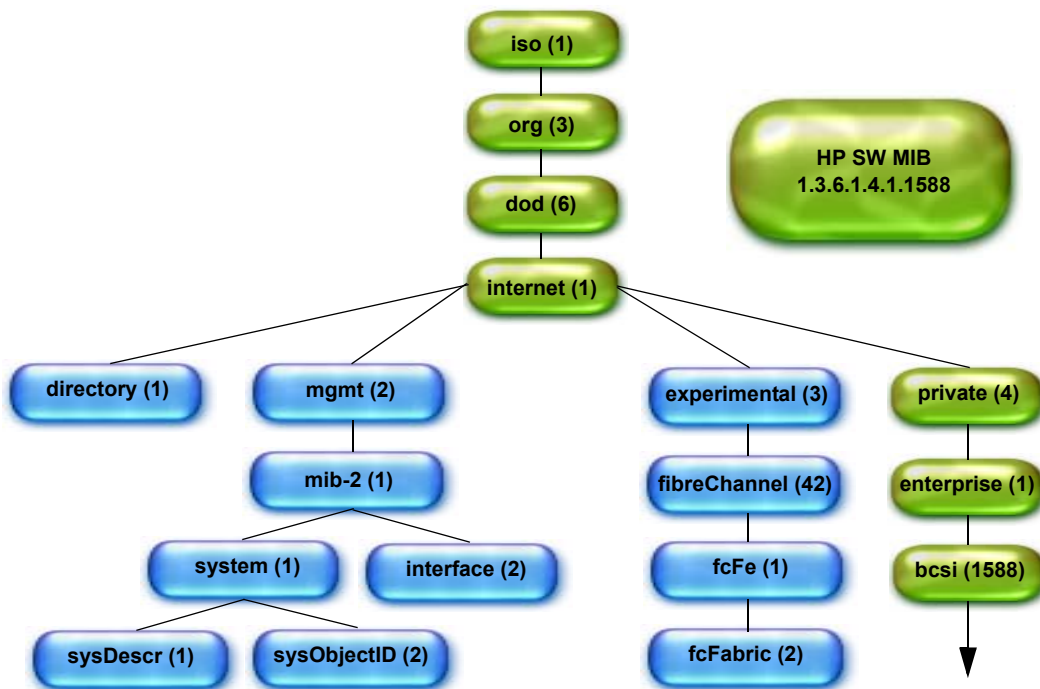 iso (1)
org (3)
HP SW MIB
1.3.6.1.4.1.1588
dod (6)
internet (1)
directory (1)
mgmt (2)
experimental (3)
private (4)
mib-2 (1)
fibreChannel (42)
enterprise (1)
system (1)
interface (2)
fcFe (1)
bcsi (1588)
sysDescr (1)
sysObjectID (2)
fcFabric (2)